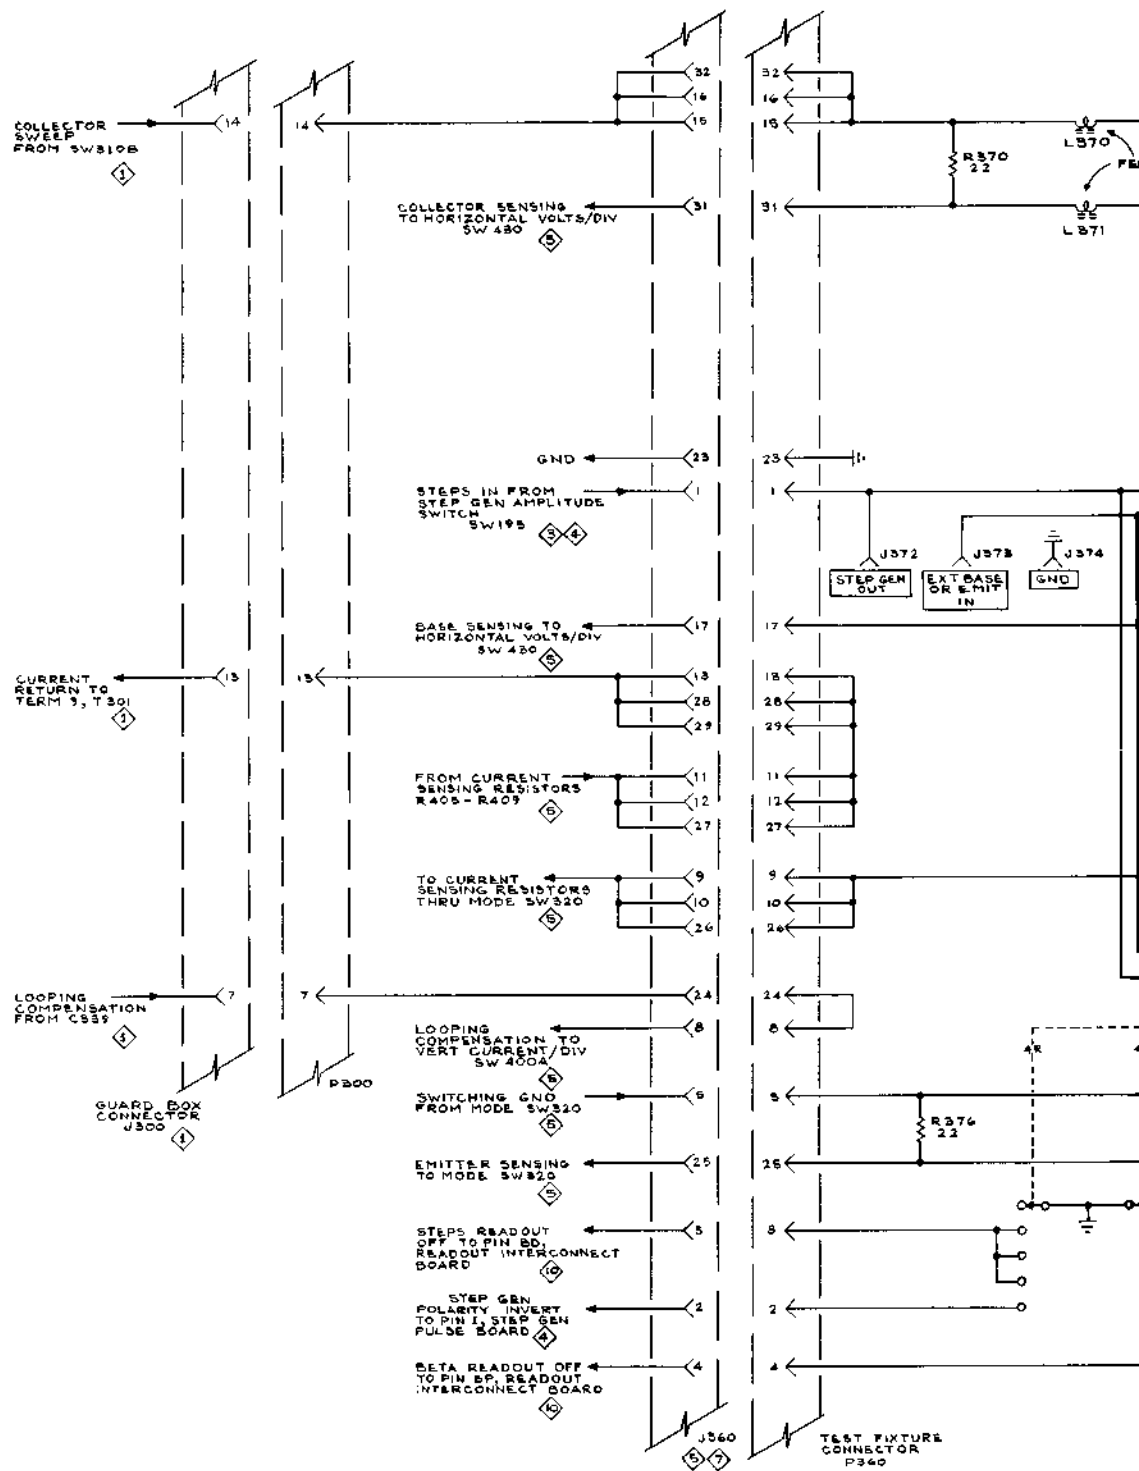 32 32
16 16
COLLECTOR
SWEEP
FROM SW310B
1
14 14
15 15
L370
R370
22
FE
COLLECTOR SENSING
TO HORIZONTAL VOLTS/DIV
SW 430
5
31 31
L371
GND
23 23
STEPS IN FROM
STEP GEN AMPLITUDE
SWITCH
SW195
3 4
1 1
J372
STEP GEN
OUT
J373
EXT BASE
OR EMIT
IN
J374
GND
BASE SENSING TO
HORIZONTAL VOLTS/DIV
SW 430
5
17 17
CURRENT
RETURN TO
TERM 9, T301
1
13 13
13 13
28 28
29 29
FROM CURRENT
SENSING RESISTORS
R405 - R409
5
11 11
12 12
27 27
TO CURRENT
SENSING RESISTORS
THRU MODE SW320
5
9 9
10 10
26 26
LOOPING
COMPENSATION
FROM C339
1
7 7
24 24
LOOPING
COMPENSATION TO
VERT CURRENT/DIV
SW 400A
5
8 8
4R
4
P300
GUARD BOX
CONNECTOR
J300
1
SWITCHING GND
FROM MODE SW320
5
R376
22
EMITTER SENSING
TO MODE SW320
5
25 25
STEPS READOUT
OFF TO PIN BD,
READOUT INTERCONNECT
BOARD
10
STEP GEN
POLARITY INVERT
TO PIN I, STEP GEN
PULSE BOARD
4
2 2
BETA READOUT OFF
TO PIN BP, READOUT
INTERCONNECT BOARD
10
4 4
J360
5 7
TEST FIXTURE
CONNECTOR
P360